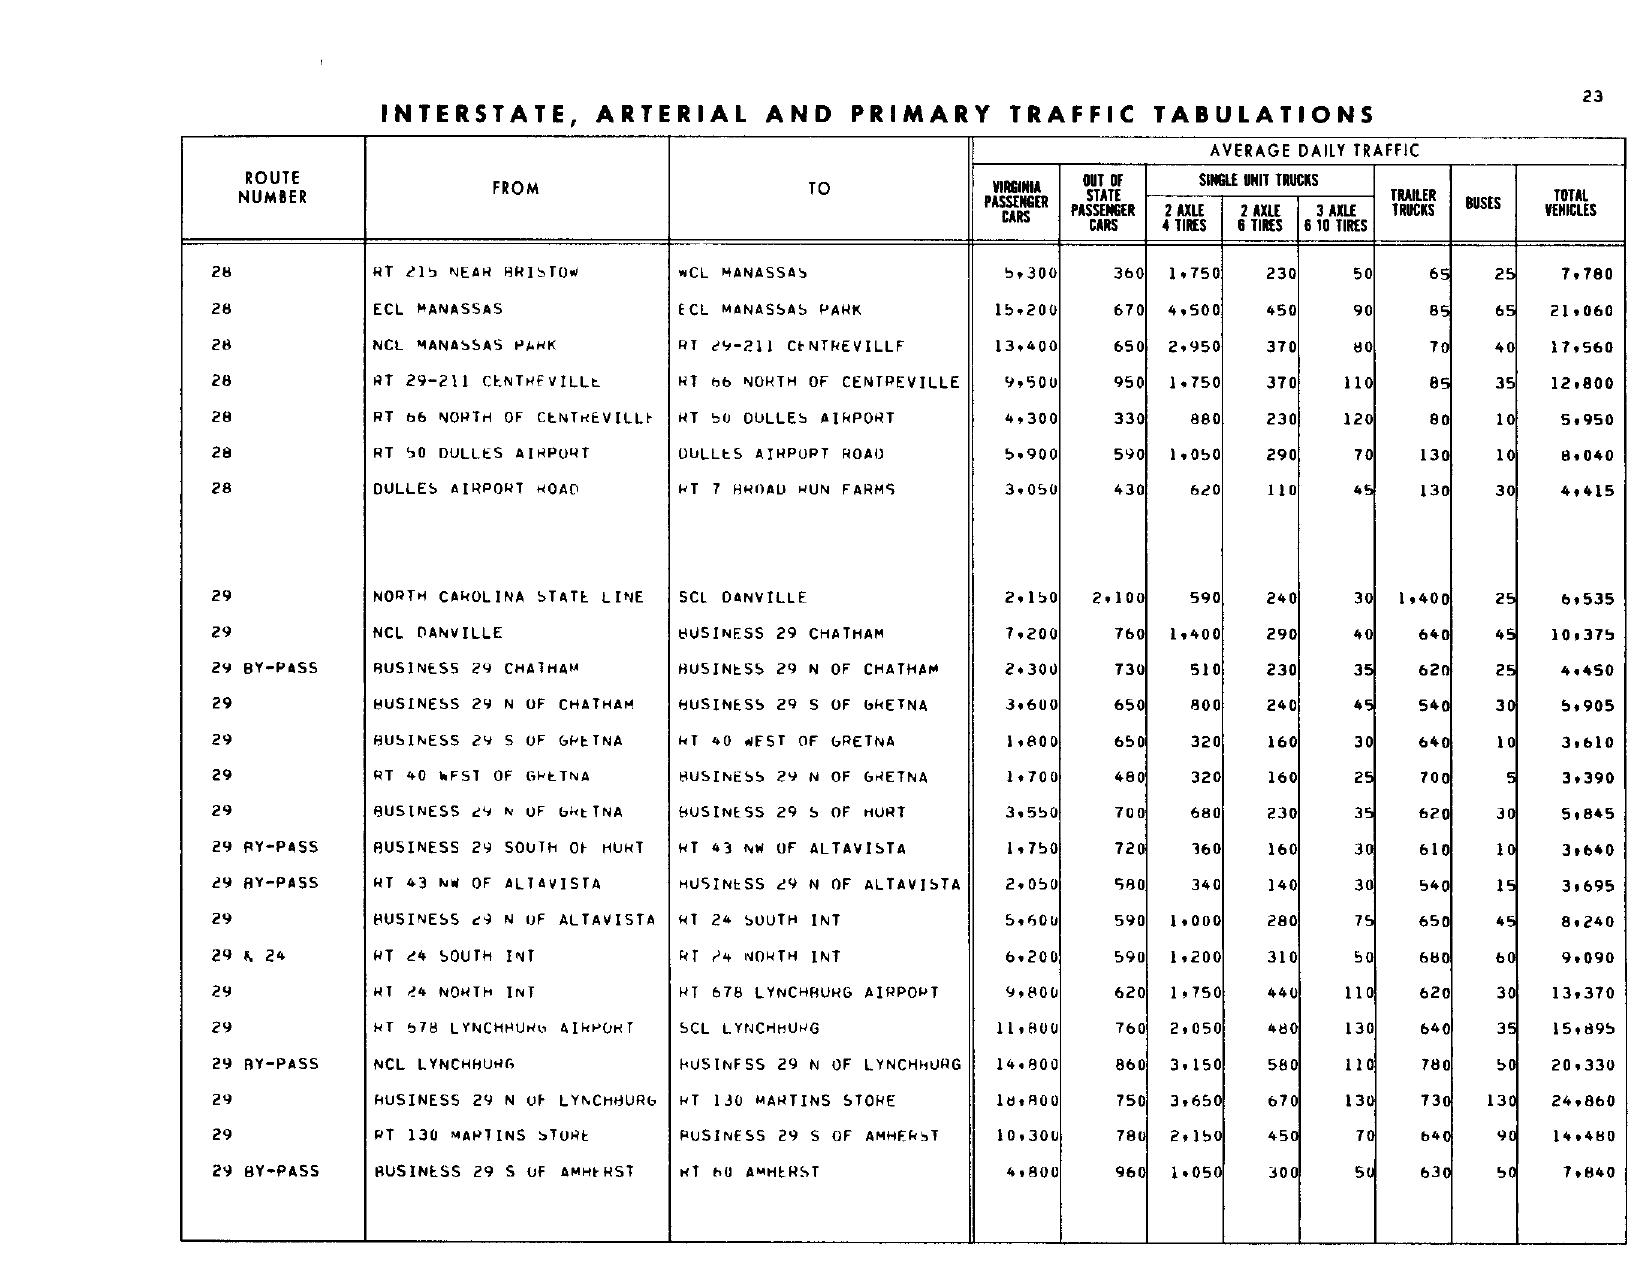 23
INTERSTATE, ARTERIAL AND PRIMARY TRAFFIC TABULATIONS
AVERAGE DAILY TRAFFIC
ROUTE NUMBER FROM TO VIRGINIA PASSENGER CARS OUT OF STATE PASSENGER CARS SINGLE UNIT TRUCKS 2 AXLE 4 TIRES 2 AXLE 6 TIRES 3 AXLE 6 10 TIRES TRAILER TRUCKS BUSES TOTAL VEHICLES
28 RT 215 NEAR BRISTOW WCL MANASSAS 5,300 360 1,750 230 50 65 25 7,780
28 ECL MANASSAS ECL MANASSAS PARK 15,200 670 4,500 450 90 85 65 21,060
28 NCL MANASSAS PARK RT 29-211 CENTREVILLE 13,400 650 2,950 370 80 70 40 17,560
28 RT 29-211 CENTREVILLE RT 66 NORTH OF CENTREVILLE 9,500 950 1,750 370 110 85 35 12,800
28 RT 66 NORTH OF CENTREVILLE RT 50 DULLES AIRPORT 4,300 330 880 230 120 80 10 5,950
28 RT 50 DULLES AIRPORT DULLES AIRPORT ROAD 5,900 590 1,050 290 70 130 10 8,040
28 DULLES AIRPORT ROAD RT 7 BROAD RUN FARMS 3,050 430 620 110 45 130 30 4,415
29 NORTH CAROLINA STATE LINE SCL DANVILLE 2,150 2,100 590 240 30 1,400 25 6,535
29 NCL DANVILLE BUSINESS 29 CHATHAM 7,200 760 1,400 290 40 640 45 10,375
29 BY-PASS BUSINESS 29 CHATHAM BUSINESS 29 N OF CHATHAM 2,300 730 510 230 35 620 25 4,450
29 BUSINESS 29 N OF CHATHAM BUSINESS 29 S OF GRETNA 3,600 650 800 240 45 540 30 5,905
29 BUSINESS 29 S OF GRETNA RT 40 WEST OF GRETNA 1,800 650 320 160 30 640 10 3,610
29 RT 40 WEST OF GRETNA BUSINESS 29 N OF GRETNA 1,700 480 320 160 25 700 5 3,390
29 BUSINESS 29 N OF GRETNA BUSINESS 29 S OF HURT 3,550 700 680 230 35 620 30 5,845
29 BY-PASS BUSINESS 29 SOUTH OF HURT RT 43 NW OF ALTAVISTA 1,750 720 360 160 30 610 10 3,640
29 BY-PASS RT 43 NW OF ALTAVISTA BUSINESS 29 N OF ALTAVISTA 2,050 580 340 140 30 540 15 3,695
29 BUSINESS 29 N OF ALTAVISTA RT 24 SOUTH INT 5,600 590 1,000 280 75 650 45 8,240
29 & 24 RT 24 SOUTH INT RT 24 NORTH INT 6,200 590 1,200 310 50 680 60 9,090
29 RT 24 NORTH INT RT 678 LYNCHBURG AIRPORT 9,800 620 1,750 440 110 620 30 13,370
29 RT 678 LYNCHBURG AIRPORT SCL LYNCHBURG 11,800 760 2,050 480 130 640 35 15,895
29 BY-PASS NCL LYNCHBURG BUSINESS 29 N OF LYNCHBURG 14,800 860 3,150 580 110 780 50 20,330
29 BUSINESS 29 N OF LYNCHBURG RT 130 MARTINS STORE 18,800 750 3,650 670 130 730 130 24,860
29 RT 130 MARTINS STORE BUSINESS 29 S OF AMHERST 10,300 780 2,150 450 70 640 90 14,480
29 BY-PASS BUSINESS 29 S OF AMHERST RT 60 AMHERST 4,800 960 1,050 300 50 630 50 7,840